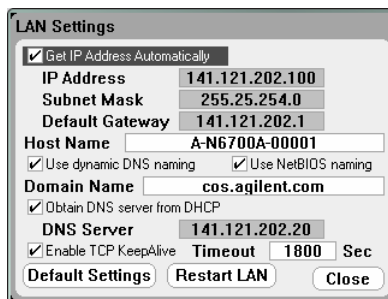 LAN Settings
Get IP Address Automatically
IP Address 141.121.202.100
Subnet Mask 255.25.254.0
Default Gateway 141.121.202.1
Host Name A-N6700A-00001
Use dynamic DNS naming Use NetBIOS naming
Domain Name cos.agilent.com
Obtain DNS server from DHCP
DNS Server 141.121.202.20
Enable TCP KeepAlive Timeout 1800 Sec
Default Settings Restart LAN Close